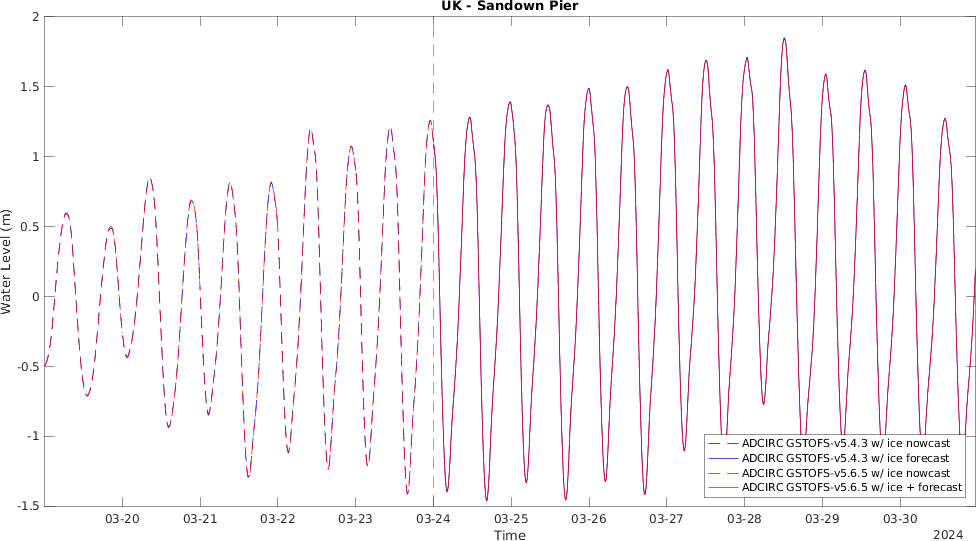 UK - Sandown Pier
Water Level (m)
2
1.5
1
0.5
0
-0.5
-1
-1.5
ADCIRC GSTOFS-v5.4.3 w/ ice nowcast
ADCIRC GSTOFS-v5.4.3 w/ ice forecast
ADCIRC GSTOFS-v5.6.5 w/ ice nowcast
ADCIRC GSTOFS-v5.6.5 w/ ice + forecast
03-20 03-21 03-22 03-23 03-24 03-25 03-26 03-27 03-28 03-29 03-30
Time
2024